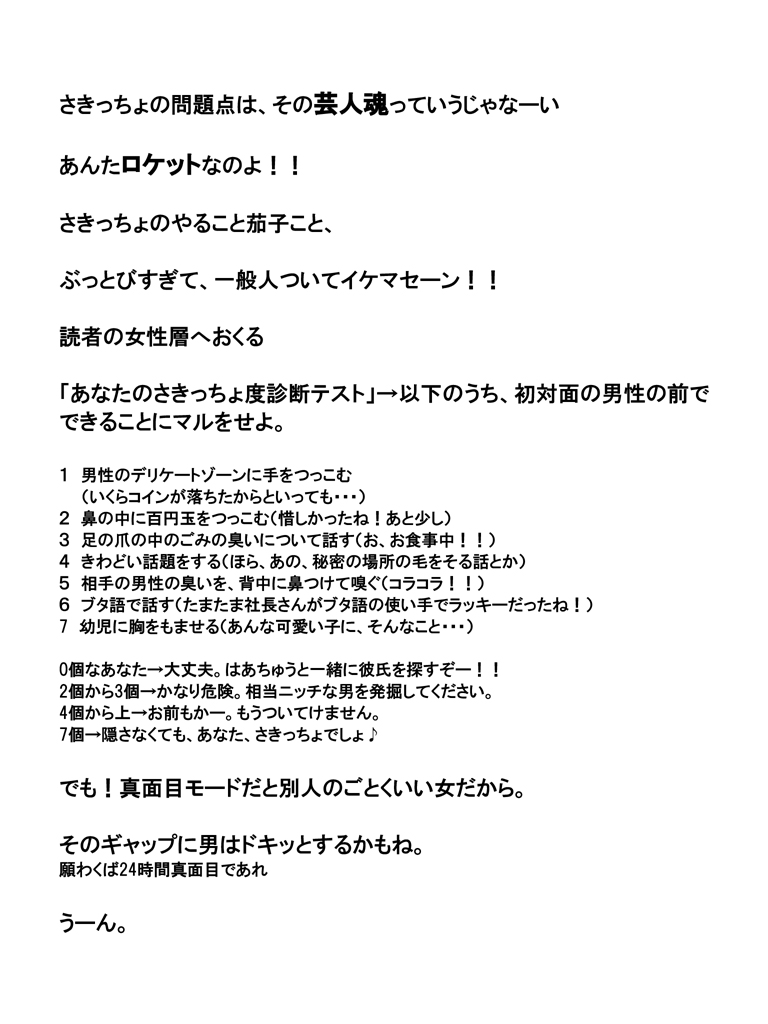 さきっちょの問題点は、その芸人魂っていうじゃなーい
あんたロケットなのよ！！
さきっちょのやること茄子こと、
ぶっとびすぎて、一般人ついてイケマセーン！！
読者の女性層へおくる
「あなたのさきっちょ度診断テスト」→以下のうち、初対面の男性の前で
できることにマルをせよ。
１　男性のデリケートゾーンに手をつっこむ
（いくらコインが落ちたからといっても・・・）
２　鼻の中に百円玉をつっこむ（惜しかったね！あと少し）
３　足の爪の中のごみの臭いについて話す（お、お食事中！！）
４　きわどい話題をする（ほら、あの、秘密の場所の毛をそる話とか）
５　相手の男性の臭いを、背中に鼻つけて嗅ぐ（コラコラ！！）
６　ブタ語で話す（たまたま社長さんがブタ語の使い手でラッキーだったね！）
７　幼児に胸をもませる（あんな可愛い子に、そんなこと・・・）
0個なあなた→大丈夫。はあちゅうと一緒に彼氏を探すぞー！！
2個から3個→かなり危険。相当ニッチな男を発掘してください。
4個から上→お前もかー。もうついてけません。
7個→隠さなくても、あなた、さきっちょでしょ♪
でも！真面目モードだと別人のごとくいい女だから。
そのギャップに男はドキッとするかもね。
願わくば24時間真面目であれ
うーん。